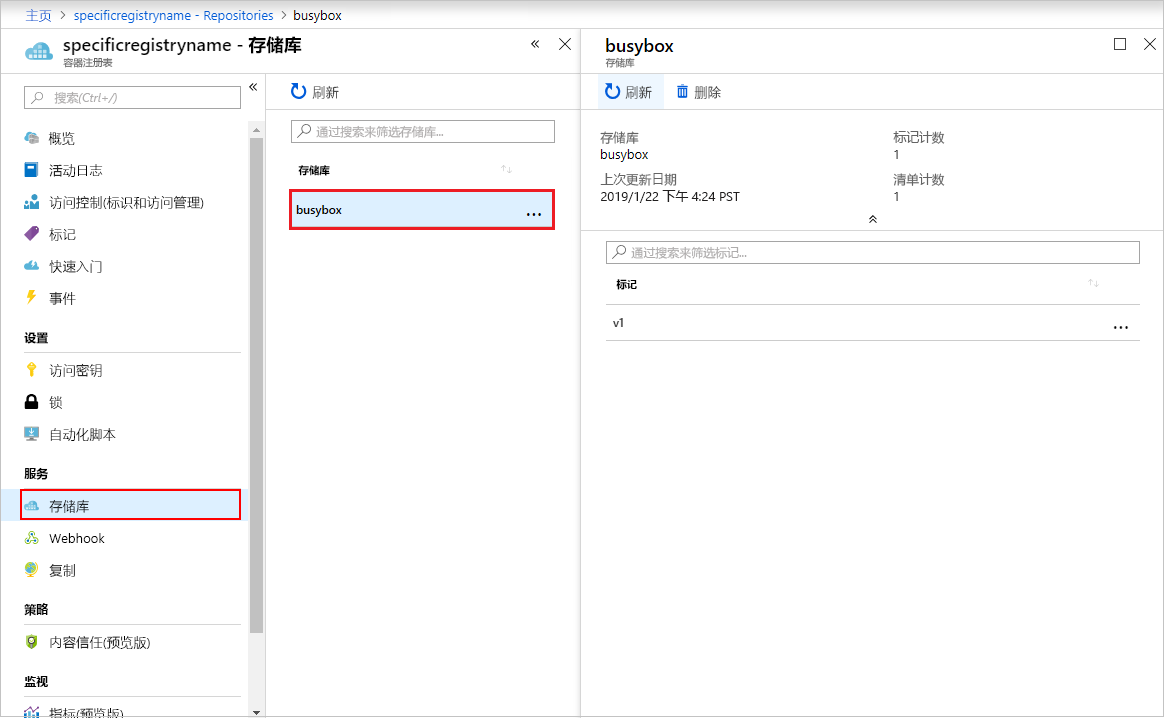 主页 > specificregistryname - Repositories > busybox
specificregistryname - 存储库
容器注册表
搜索(Ctrl+/)
概览
活动日志
访问控制(标识和访问管理)
标记
快速入门
事件
设置
访问密钥
锁
自动化脚本
服务
存储库
Webhook
复制
策略
内容信任(预览版)
监视
指标(预览版)
刷新
通过搜索来筛选存储库...
存储库
busybox
busybox
存储库
刷新 删除
存储库
busybox
标记计数
1
上次更新日期
2019/1/22 下午 4:24 PST
清单计数
1
通过搜索来筛选标记...
标记
v1